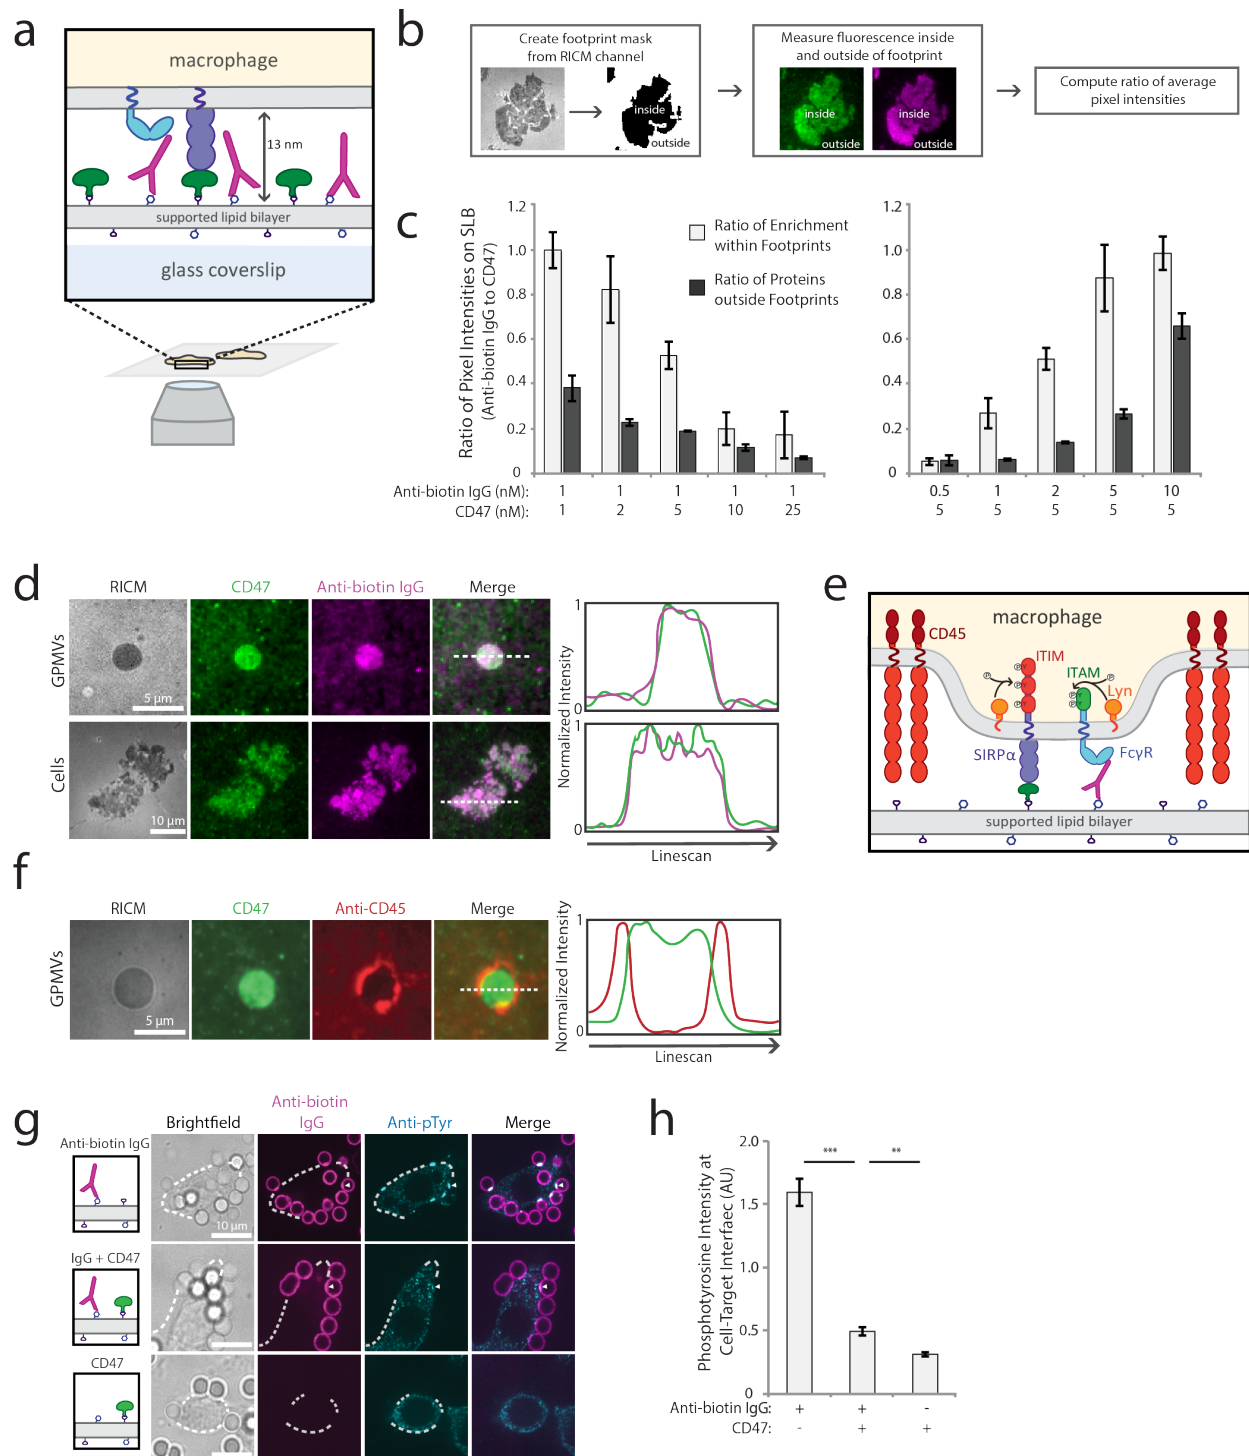 a
macrophage
13 nm
supported lipid bilayer
glass coverslip
b
Create footprint mask
from RICM channel
inside
outside
Measure fluorescence inside
and outside of footprint
inside
outside
inside
outside
Compute ratio of average
pixel intensities
c
Ratio of Pixel Intensities on SLB
(Anti-biotin IgG to CD47)
1.2
1.0
0.8
0.6
0.4
0.2
0
Ratio of Enrichment
within Footprints
Ratio of Proteins
outside Footprints
1.2
1.0
0.8
0.6
0.4
0.2
0
Anti-biotin IgG (nM): 1 1 1 1 1 0.5 1 2 5 10
CD47 (nM): 1 2 5 10 25 5 5 5 5 5
d
RICM CD47 Anti-biotin IgG Merge
GPMVs
5 µm
Cells
10 µm
Normalized Intensity
1
0
1
0
Linescan
e
macrophage
CD45
ITIM
ITAM
Lyn
P
P
P
P
P
P
P
Y
Y
Y
Y
Y
SIRPα
FcγR
supported lipid bilayer
f
RICM CD47 Anti-CD45 Merge
GPMVs
5 µm
Normalized Intensity
1
0
Linescan
g
Brightfield
Anti-biotin
IgG
Anti-pTyr
Merge
Anti-biotin IgG
10 µm
IgG + CD47
CD47
h
Phosphotyrosine Intensity at
Cell-Target Interfaec (AU)
2.0
1.5
1.0
0.5
0
***
**
Anti-biotin IgG: + + -
CD47: - + +